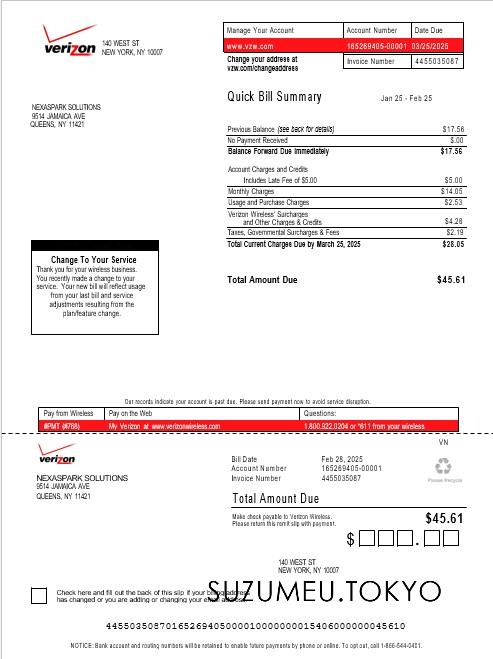 verizon
140 WEST ST
NEW YORK, NY 10007
Manage Your Account Account Number Date Due
www.vzw.com 165269405-00001 03/25/2025
Change your address at
vzw.com/changeaddress
Invoice Number 4455035087
Quick Bill Summary Jan 25 - Feb 25
NEXASPARK SOLUTIONS
9514 JAMAICA AVE
QUEENS, NY 11421
Previous Balance (see back for details) $17.56
No Payment Received $.00
Balance Forward Due Immediately $17.56
Account Charges and Credits
Includes Late Fee of $5.00 $5.00
Monthly Charges $14.05
Usage and Purchase Charges $2.53
Verizon Wireless' Surcharges
and Other Charges & Credits $4.28
Taxes, Governmental Surcharges & Fees $2.19
Total Current Charges Due by March 25, 2025 $28.05
Change To Your Service
Thank you for your wireless business.
You recently made a change to your
service. Your new bill will reflect usage
from your last bill and service
adjustments resulting from the
plan/feature change.
Total Amount Due $45.61
Our records indicate your account is past due. Please send payment now to avoid service disruption.
Pay from Wireless Pay on the Web Questions:
#PMT (#768) My Verizon at www.verizonwireless.com 1.800.922.0204 or *611 from your wireless
VN
verizon
NEXASPARK SOLUTIONS
9514 JAMAICA AVE
QUEENS, NY 11421
Bill Date Feb 28, 2025
Account Number 165269405-00001
Invoice Number 4455035087
Please Recycle
Total Amount Due
Make check payable to Verizon Wireless.
Please return this remit slip with payment.
$45.61
$ .
140 WEST ST
NEW YORK, NY 10007
SUZUMEU.TOKYO
Check here and fill out the back of this slip if your billing address
has changed or you are adding or changing your email address.
4455035087016526940500001000000001540600000045610
NOTICE: Bank account and routing numbers will be retained to enable future payments by phone or online. To opt out, call 1-866-544-0401.